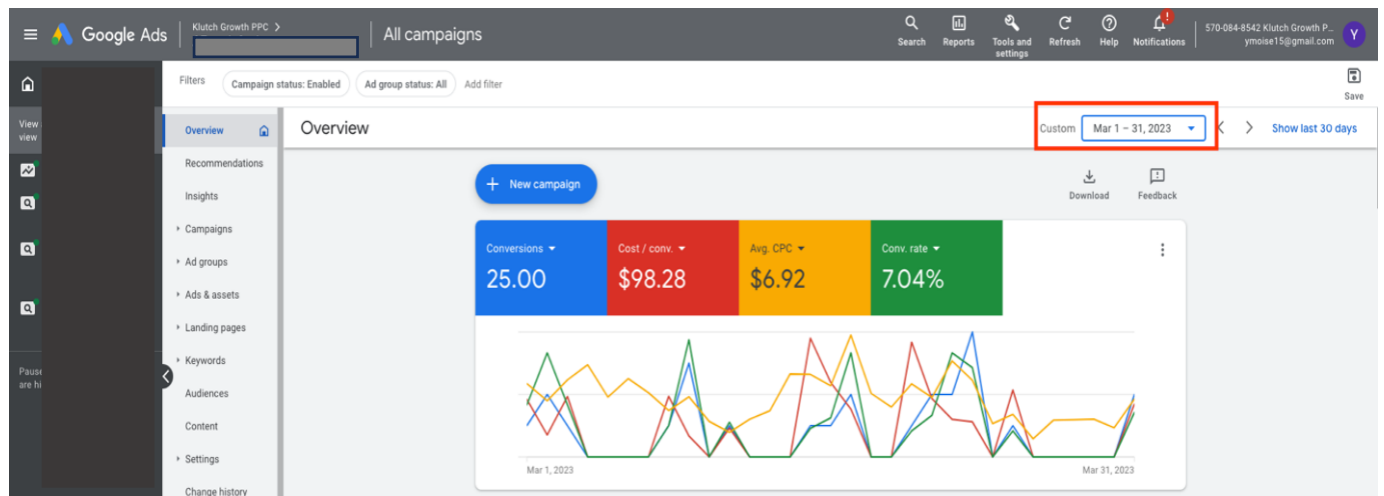 Google Ads
Klutch Growth PPC
All campaigns
Search
Reports
Tools and
settings
Refresh
Help
Notifications
570-084-8542 Klutch Growth P...
ymoise15@gmail.com
Y
Filters
Campaign status: Enabled
Ad group status: All
Add filter
Save
View
view
Pause
are hi
Overview
Recommendations
Insights
Campaigns
Ad groups
Ads & assets
Landing pages
Keywords
Audiences
Content
Settings
Change history
Overview
Custom
Mar 1 – 31, 2023
Show last 30 days
New campaign
Download
Feedback
Conversions
25.00
Cost / conv.
$98.28
Avg. CPC
$6.92
Conv. rate
7.04%
Mar 1, 2023
Mar 31, 2023